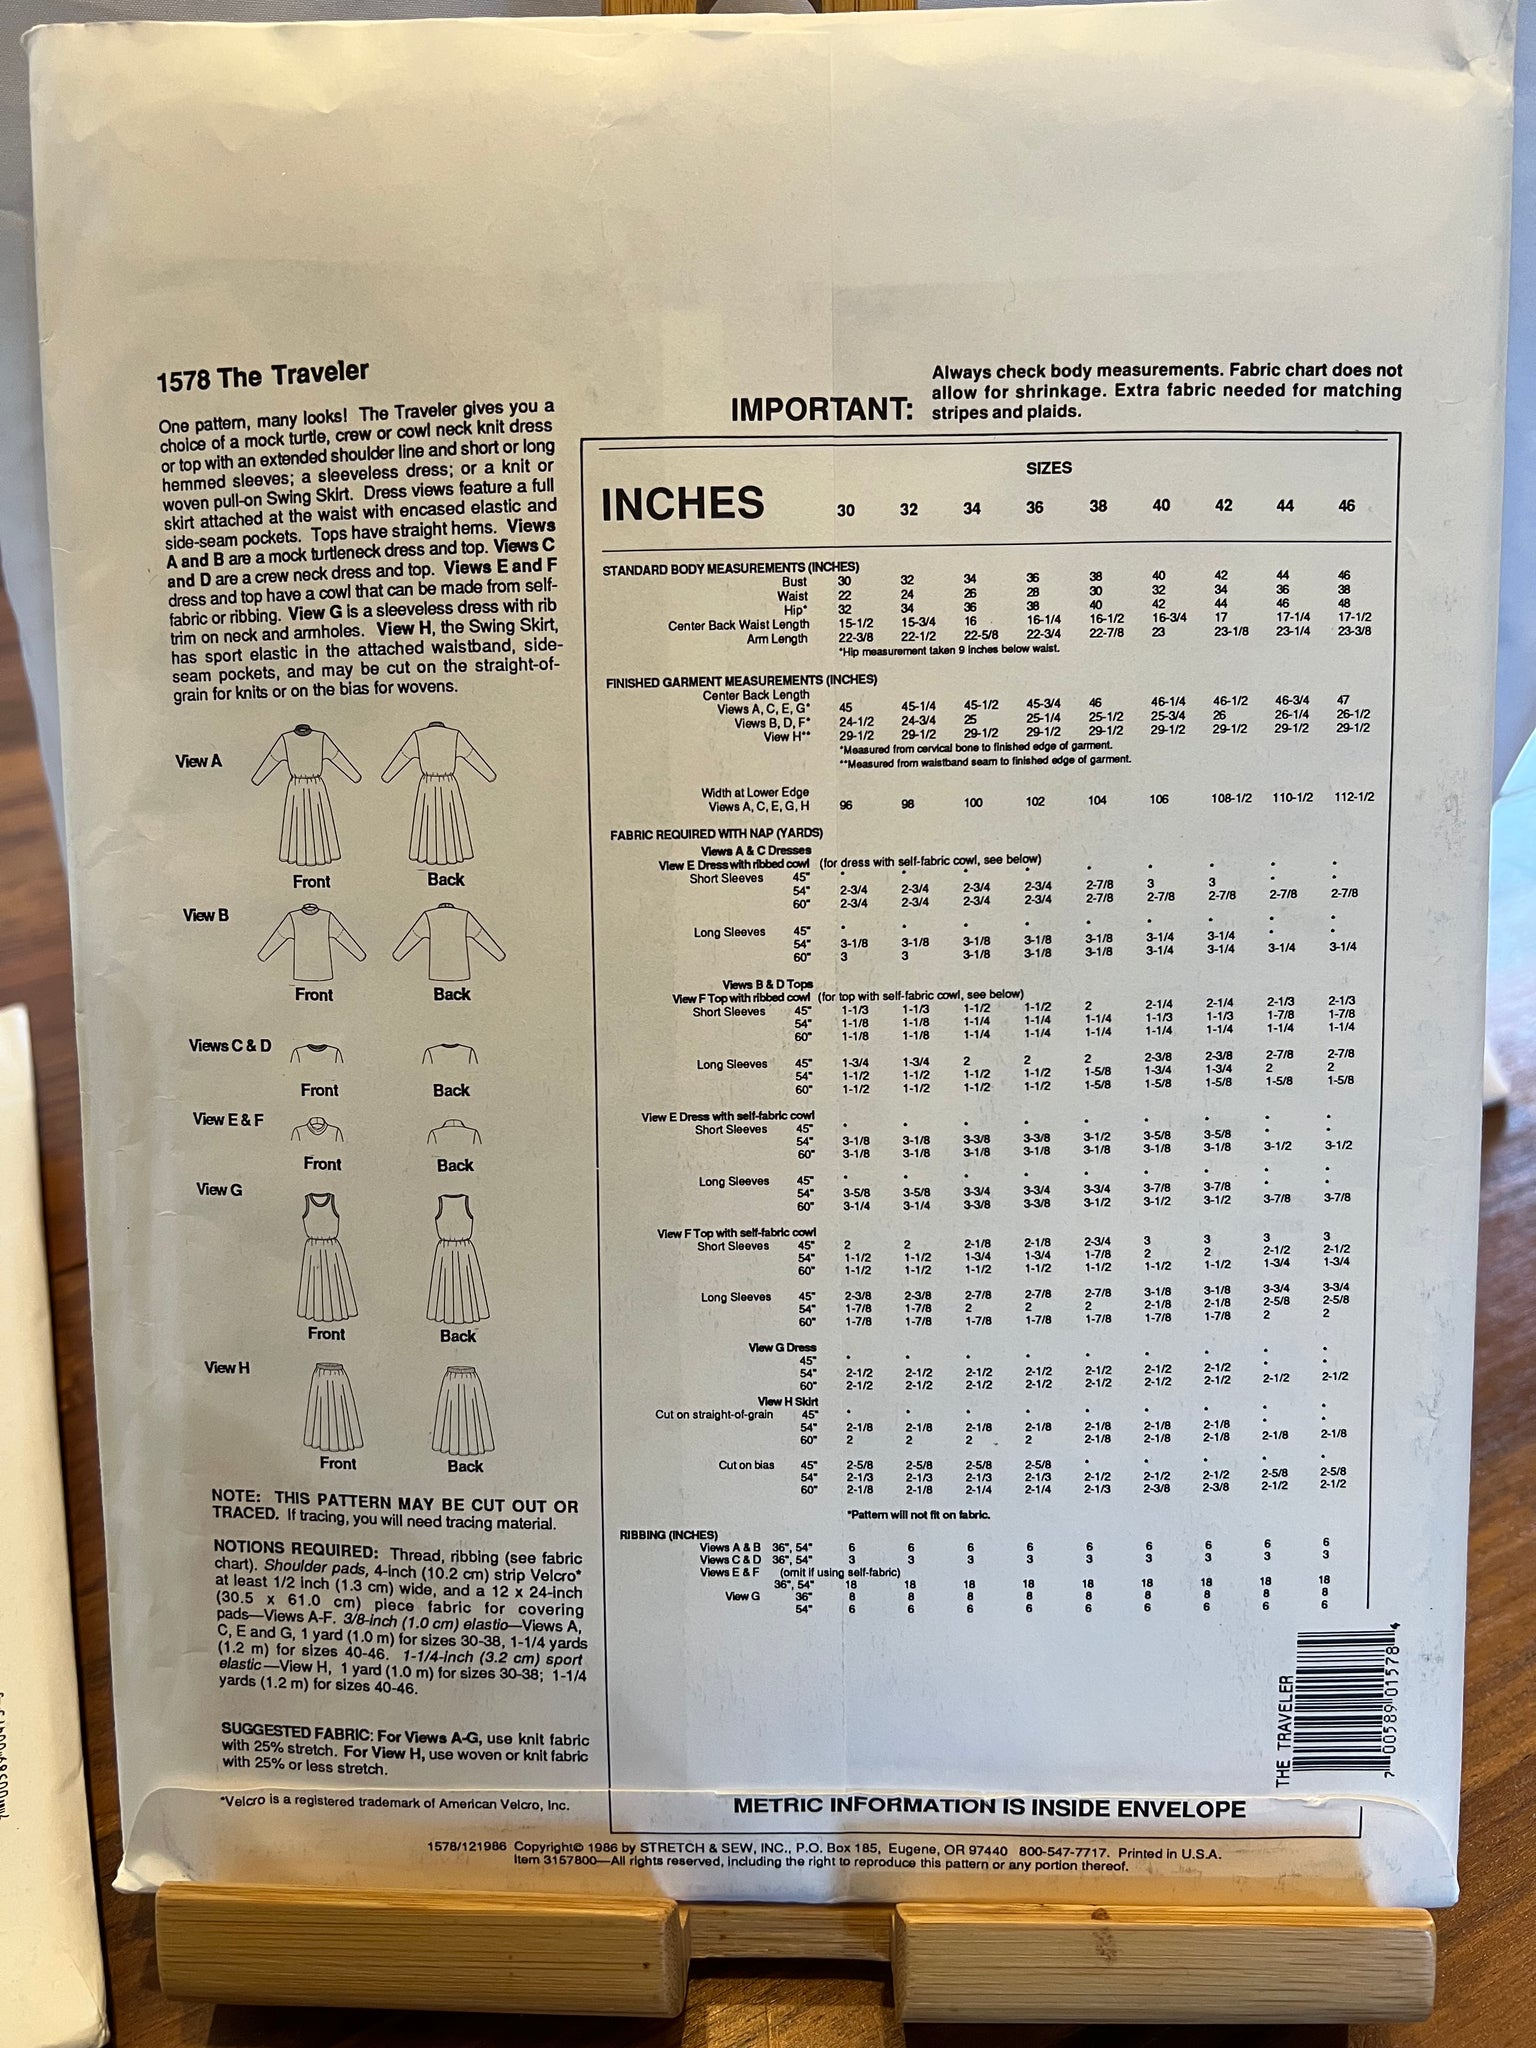 1578 The Traveler
One pattern, many looks! The Traveler gives you a
choice of a mock turtle, crew or cowl neck knit dress
or top with an extended shoulder line and short or long
hemmed sleeves; a sleeveless dress; or a knit or
woven pull-on Swing Skirt. Dress views feature a full
skirt attached at the waist with encased elastic and
side-seam pockets. Tops have straight hems. Views
A and B are a mock turtleneck dress and top. Views C
and D are a crew neck dress and top. Views E and F
dress and top have a cowl that can be made from self-
fabric or ribbing. View G is a sleeveless dress with rib
trim on neck and armholes. View H, the Swing Skirt,
has sport elastic in the attached waistband, side-
seam pockets, and may be cut on the straight-of-
grain for knits or on the bias for wovens.
View A
Front Back
View B
Front Back
Views C & D
Front Back
View E & F
Front Back
View G
Front Back
View H
Front Back
NOTE: THIS PATTERN MAY BE CUT OUT OR
TRACED. If tracing, you will need tracing material.
NOTIONS REQUIRED: Thread, ribbing (see fabric
chart). Shoulder pads, 4-inch (10.2 cm) strip Velcro*
at least 1/2 inch (1.3 cm) wide, and a 12 x 24-inch
(30.5 x 61.0 cm) piece fabric for covering
pads—Views A-F. 3/8-inch (1.0 cm) elastic—Views A,
C, E and G, 1 yard (1.0 m) for sizes 30-38, 1-1/4 yards
(1.2 m) for sizes 40-46. 1-1/4-inch (3.2 cm) sport
elastic—View H, 1 yard (1.0 m) for sizes 30-38; 1-1/4
yards (1.2 m) for sizes 40-46.
SUGGESTED FABRIC: For Views A-G, use knit fabric
with 25% stretch. For View H, use woven or knit fabric
with 25% or less stretch.
*Velcro is a registered trademark of American Velcro, Inc.
IMPORTANT:
Always check body measurements. Fabric chart does not
allow for shrinkage. Extra fabric needed for matching
stripes and plaids.
SIZES
INCHES 30 32 34 36 38 40 42 44 46
STANDARD BODY MEASUREMENTS (INCHES)
Bust 30 32 34 36 38 40 42 44 46
Waist 22 24 26 28 30 32 34 36 38
Hip* 32 34 36 38 40 42 44 46 48
Center Back Waist Length 15-1/2 15-3/4 16 16-1/4 16-1/2 16-3/4 17 17-1/4 17-1/2
Arm Length 22-3/8 22-1/2 22-5/8 22-3/4 22-7/8 23 23-1/8 23-1/4 23-3/8
*Hip measurement taken 9 inches below waist.
FINISHED GARMENT MEASUREMENTS (INCHES)
Center Back Length
Views A, C, E, G* 45 45-1/4 45-1/2 45-3/4 46 46-1/4 46-1/2 46-3/4 47
Views B, D, F* 24-1/2 24-3/4 25 25-1/4 25-1/2 25-3/4 26 26-1/4 26-1/2
View H** 29-1/2 29-1/2 29-1/2 29-1/2 29-1/2 29-1/2 29-1/2 29-1/2 29-1/2
*Measured from cervical bone to finished edge of garment.
**Measured from waistband seam to finished edge of garment.
Width at Lower Edge
Views A, C, E, G, H 96 98 100 102 104 106 108-1/2 110-1/2 112-1/2
FABRIC REQUIRED WITH NAP (YARDS)
Views A & C Dresses
View E Dress with ribbed cowl (for dress with self-fabric cowl, see below)
Short Sleeves 45" * * * * * * * * *
54" 2-3/4 2-3/4 2-3/4 2-3/4 2-7/8 3 3 * *
60" 2-3/4 2-3/4 2-3/4 2-3/4 2-7/8 2-7/8 2-7/8 2-7/8 2-7/8
Long Sleeves 45" * * * * * * * * *
54" 3-1/8 3-1/8 3-1/8 3-1/8 3-1/8 3-1/4 3-1/4 * *
60" 3 3 3-1/8 3-1/8 3-1/8 3-1/4 3-1/4 3-1/4 3-1/4
Views B & D Tops
View F Top with ribbed cowl (for top with self-fabric cowl, see below)
Short Sleeves 45" 1-1/3 1-1/3 1-1/2 1-1/2 2 2-1/4 2-1/4 2-1/3 2-1/3
54" 1-1/8 1-1/8 1-1/4 1-1/4 1-1/4 1-1/3 1-1/3 1-7/8 1-7/8
60" 1-1/8 1-1/8 1-1/4 1-1/4 1-1/4 1-1/4 1-1/4 1-1/4 1-1/4
Long Sleeves 45" 1-3/4 1-3/4 2 2 2 2-3/8 2-3/8 2-7/8 2-7/8
54" 1-1/2 1-1/2 1-1/2 1-1/2 1-5/8 1-3/4 1-3/4 2 2
60" 1-1/2 1-1/2 1-1/2 1-1/2 1-5/8 1-5/8 1-5/8 1-5/8 1-5/8
View E Dress with self-fabric cowl
Short Sleeves 45" * * * * * * * * *
54" 3-1/8 3-1/8 3-3/8 3-3/8 3-1/2 3-5/8 3-5/8 * *
60" 3-1/8 3-1/8 3-1/8 3-1/8 3-1/8 3-1/8 3-1/8 3-1/2 3-1/2
Long Sleeves 45" * * * * * * * * *
54" 3-5/8 3-5/8 3-3/4 3-3/4 3-3/4 3-7/8 3-7/8 * *
60" 3-1/4 3-1/4 3-3/8 3-3/8 3-1/2 3-1/2 3-1/2 3-7/8 3-7/8
View F Top with self-fabric cowl
Short Sleeves 45" 2 2 2-1/8 2-1/8 2-3/4 3 3 3 3
54" 1-1/2 1-1/2 1-3/4 1-3/4 1-7/8 2 2 2-1/2 2-1/2
60" 1-1/2 1-1/2 1-1/2 1-1/2 1-1/2 1-1/2 1-1/2 1-3/4 1-3/4
Long Sleeves 45" 2-3/8 2-3/8 2-7/8 2-7/8 2-7/8 3-1/8 3-1/8 3-3/4 3-3/4
54" 1-7/8 1-7/8 2 2 2 2-1/8 2-1/8 2-5/8 2-5/8
60" 1-7/8 1-7/8 1-7/8 1-7/8 1-7/8 1-7/8 1-7/8 2 2
View G Dress
45" * * * * * * * * *
54" 2-1/2 2-1/2 2-1/2 2-1/2 2-1/2 2-1/2 2-1/2 * *
60" 2-1/2 2-1/2 2-1/2 2-1/2 2-1/2 2-1/2 2-1/2 2-1/2 2-1/2
View H Skirt
Cut on straight-of-grain 45" * * * * * * * * *
54" 2-1/8 2-1/8 2-1/8 2-1/8 2-1/8 2-1/8 2-1/8 * *
60" 2 2 2 2 2-1/8 2-1/8 2-1/8 2-1/8 2-1/8
Cut on bias 45" 2-5/8 2-5/8 2-5/8 2-5/8 * * * * *
54" 2-1/3 2-1/3 2-1/3 2-1/3 2-1/2 2-1/2 2-1/2 2-5/8 2-5/8
60" 2-1/8 2-1/8 2-1/4 2-1/4 2-1/3 2-3/8 2-3/8 2-1/2 2-1/2
*Pattern will not fit on fabric.
RIBBING (INCHES)
Views A & B 36", 54" 6 6 6 6 6 6 6 6 6
Views C & D 36", 54" 3 3 3 3 3 3 3 3 3
Views E & F (omit if using self-fabric)
36", 54" 18 18 18 18 18 18 18 18 18
View G 36" 8 8 8 8 8 8 8 8 8
54" 6 6 6 6 6 6 6 6 6
THE TRAVELER
7 00589 01578 4
METRIC INFORMATION IS INSIDE ENVELOPE
1578/121986 Copyright© 1986 by STRETCH & SEW, INC., P.O. Box 185, Eugene, OR 97440 800-547-7717. Printed in U.S.A.
Item 3157800—All rights reserved, including the right to reproduce this pattern or any portion thereof.